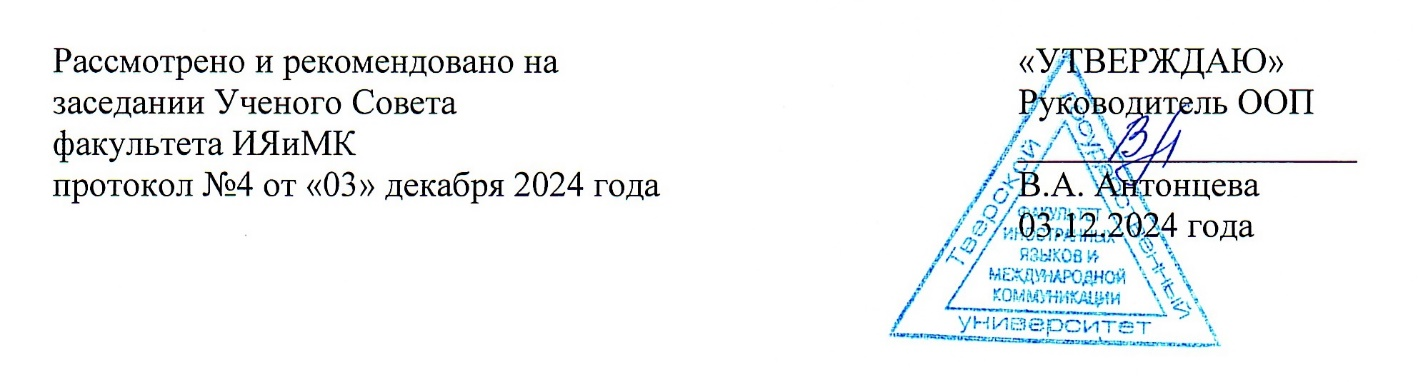 Рассмотрено и рекомендовано на
заседании Ученого Совета
факультета ИЯиМК
протокол №4 от «03» декабря 2024 года
«УТВЕРЖДАЮ»
Руководитель ООП
В.А. Антонцева
03.12.2024 года
Тверской
государственный
университет
ФАКУЛЬТЕТ
ИНОСТРАННЫХ
ЯЗЫКОВ И
МЕЖДУНАРОДНОЙ
КОММУНИКАЦИИ